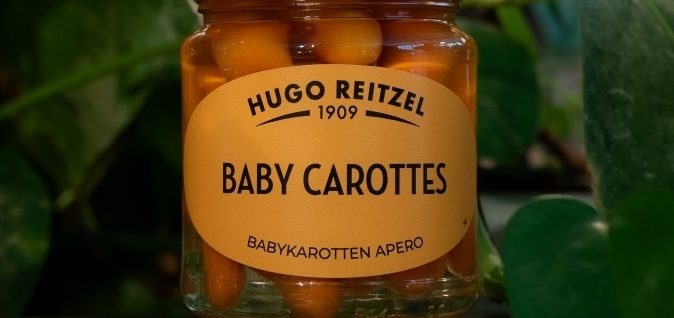 HUGO REITZEL
1909
BABY CAROTTES
BABYKAROTTEN APERO